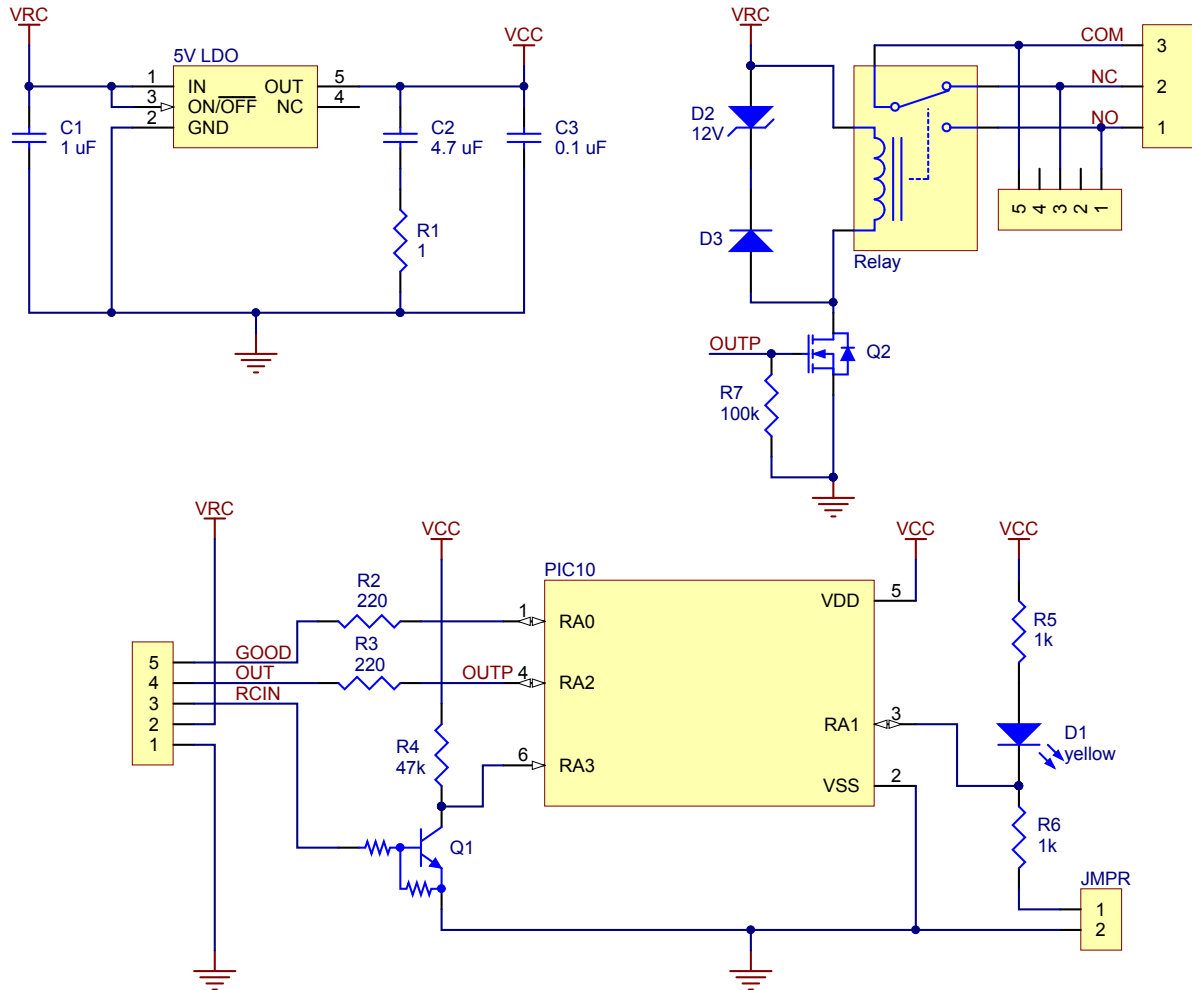 VRC
5V LDO
1 IN
3 ON/OFF
2 GND
OUT 5
NC 4
VCC
C1
1 uF
C2
4.7 uF
C3
0.1 uF
R1
1
VRC
D2
12V
D3
Relay
COM
NC
NO
3
2
1
5 4 3 2 1
OUTP
Q2
R7
100k
VRC
5
4
3
2
1
GOOD
OUT
RCIN
R2
220
R3
220
OUTP
VCC
R4
47k
Q1
PIC10
1 RA0
4 RA2
6 RA3
VDD 5
RA1 3
VSS 2
VCC
VCC
R5
1k
D1
yellow
R6
1k
JMPR
1
2